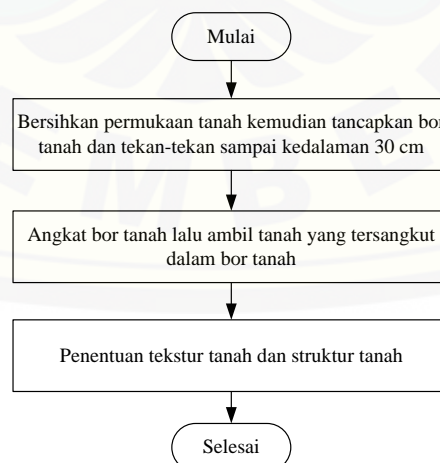 Mulai
Bersihkan permukaan tanah kemudian tancapkan bor
tanah dan tekan-tekan sampai kedalaman 30 cm
Angkat bor tanah lalu ambil tanah yang tersangkut
dalam bor tanah
Penentuan tekstur tanah dan struktur tanah
Selesai